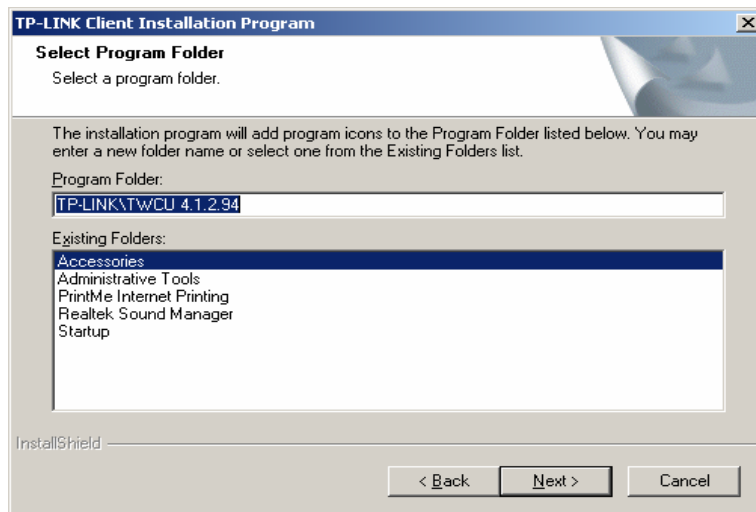 TP-LINK Client Installation Program
Select Program Folder
Select a program folder.
The installation program will add program icons to the Program Folder listed below. You may
enter a new folder name or select one from the Existing Folders list.
Program Folder:
TP-LINK\TWCU 4.1.2.94
Existing Folders:
Accessories
Administrative Tools
PrintMe Internet Printing
Realtek Sound Manager
Startup
InstallShield
< Back Next > Cancel